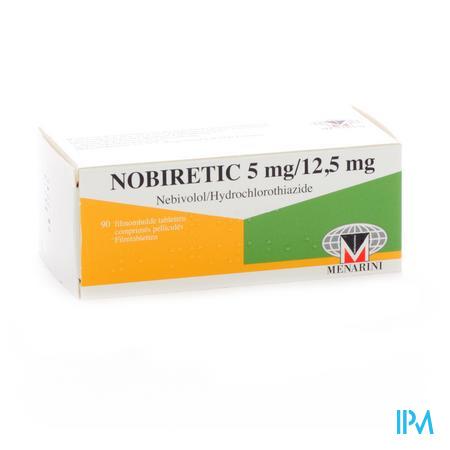 NOBIRETIC 5 mg/12,5 mg
Nebivolol/Hydrochlorothiazide
90 filmomhulde tabletten
comprimés pelliculés
Filmtabletten
M
MENARINI
IPM